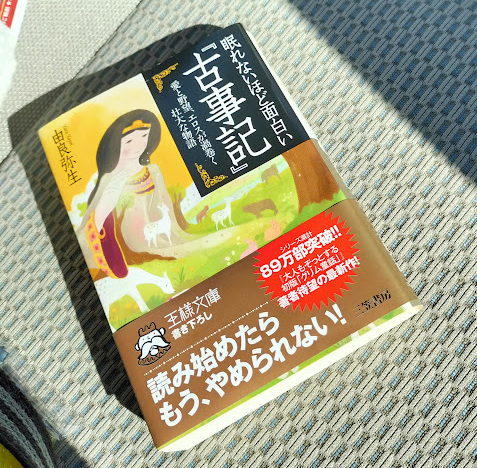 眠れないほど面白い
『古事記』
愛と野望、エロスが渦巻く
壮大な物語
由良弥生
シリーズ累計
89万部突破!!
「大人もぞっとする
初版『グリム童話』」
著者待望の最新作!
王様文庫
書き下ろし
三笠書房
読み始めたら
もう、やめられない!